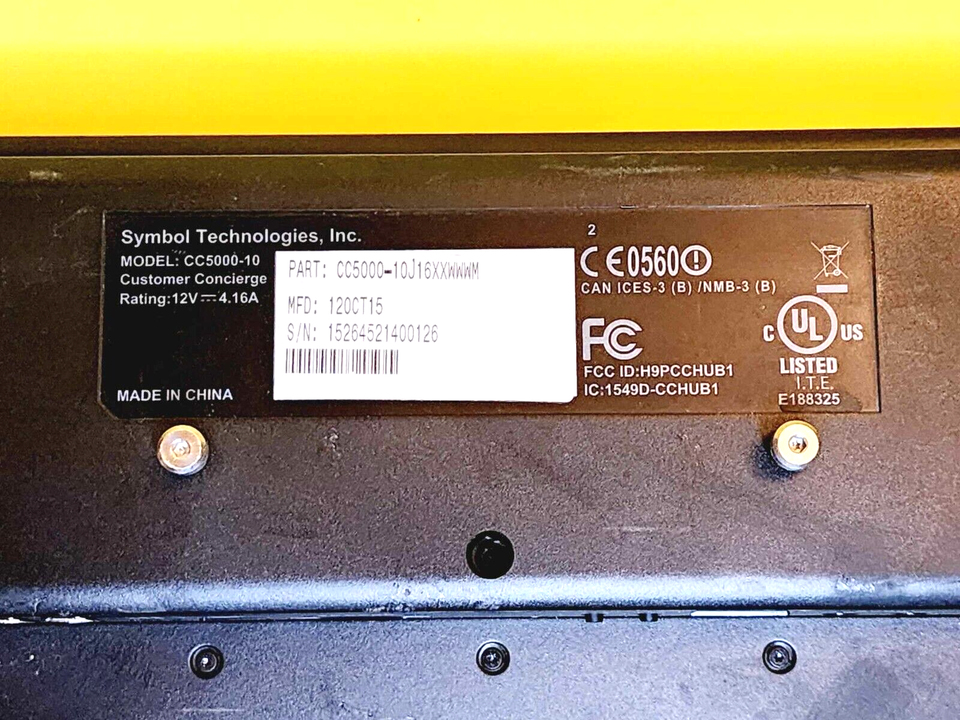 Symbol Technologies, Inc.
MODEL: CC5000-10
Customer Concierge
Rating:12V⎓4.16A
MADE IN CHINA
PART: CC5000-10J16XXWWWM
MFD: 12OCT15
S/N: 15264521400126
2
CE0560
CAN ICES-3 (B) /NMB-3 (B)
FC
FCC ID:H9PCCHUB1
IC:1549D-CCHUB1
C UL US
LISTED
I.T.E.
E188325